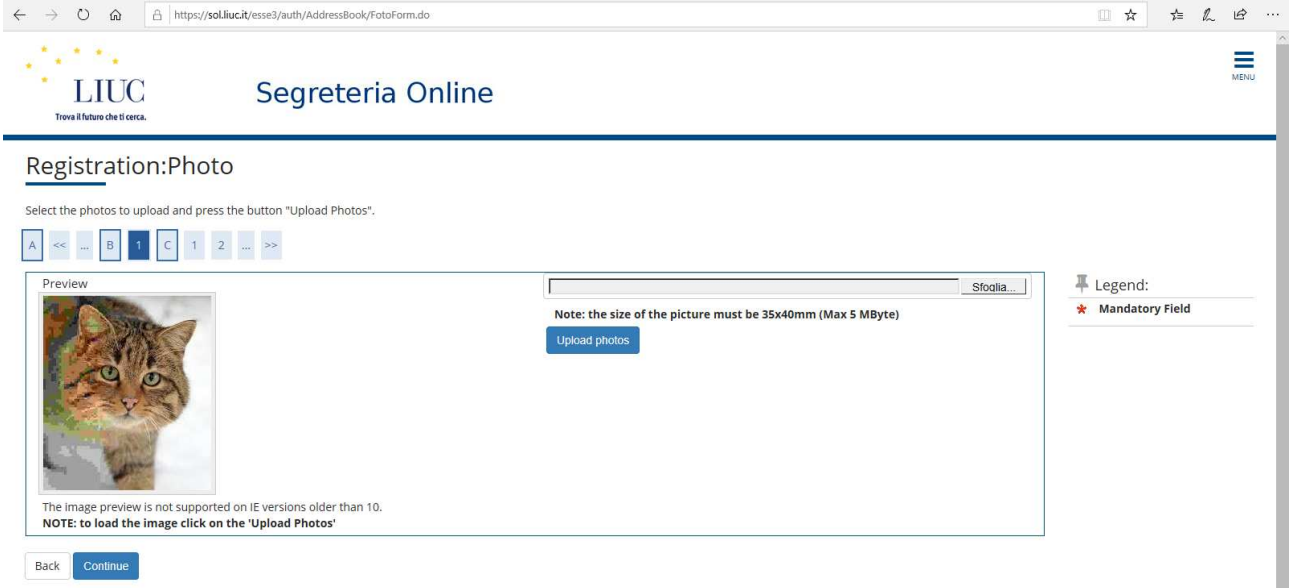 https://sol.liuc.it/esse3/auth/AddressBook/FotoForm.do
LIUC
Trova il futuro che ti cerca.
Segreteria Online
MENU
Registration:Photo
Select the photos to upload and press the button "Upload Photos".
A << ... B 1 C 1 2 ... >>
Preview
Sfoglia...
Legend:
Note: the size of the picture must be 35x40mm (Max 5 MByte)
Mandatory Field
Upload photos
The image preview is not supported on IE versions older than 10.
NOTE: to load the image click on the 'Upload Photos'
Back Continue